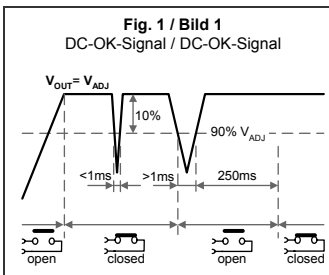 Fig. 1 / Bild 1
DC-OK-Signal / DC-OK-Signal
VOUT= VADJ
10%
90% VADJ
<1ms >1ms 250ms
open closed open closed